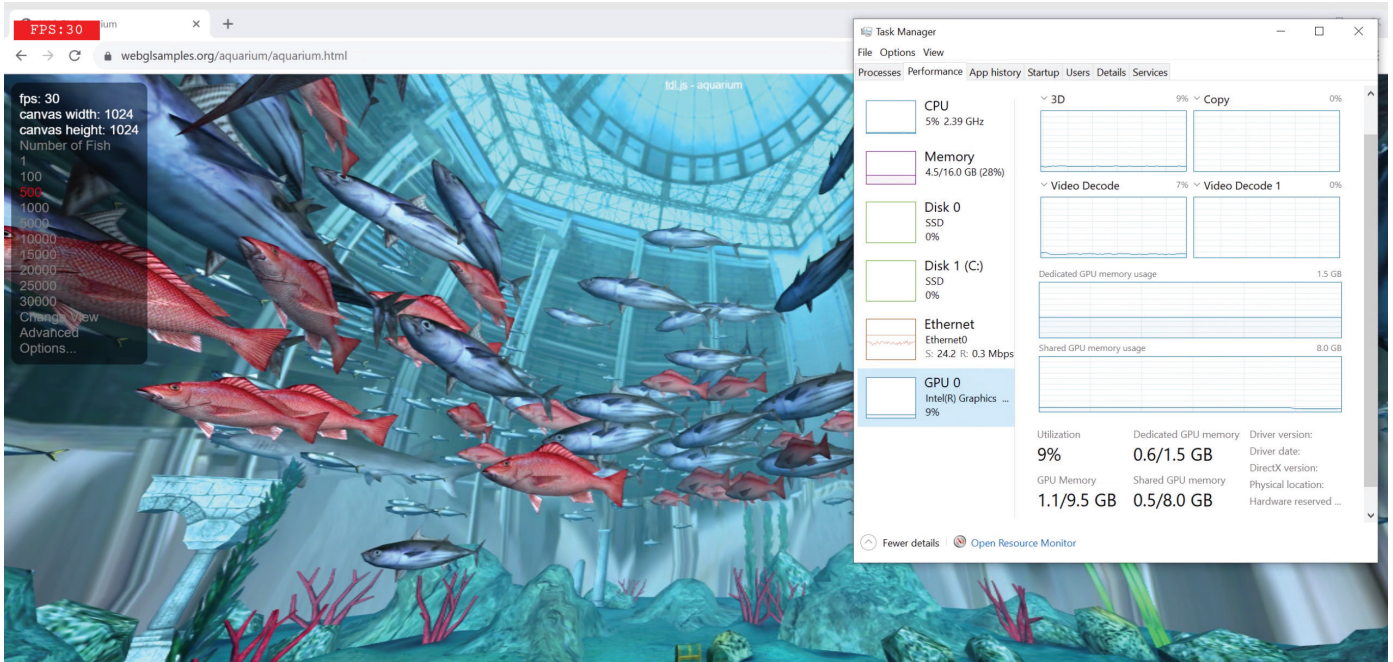 FPS:30
ium
webglsamples.org/aquarium/aquarium.html
tdl.js - aquarium
fps: 30
canvas width: 1024
canvas height: 1024
Number of Fish
1
100
500
1000
5000
10000
15000
20000
25000
30000
Change View
Advanced
Options...
Task Manager
File Options View
Processes Performance App history Startup Users Details Services
CPU
5% 2.39 GHz
Memory
4.5/16.0 GB (28%)
Disk 0
SSD
0%
Disk 1 (C:)
SSD
0%
Ethernet
Ethernet0
S: 24.2 R: 0.3 Mbps
GPU 0
Intel(R) Graphics ...
9%
3D 9% Copy 0%
Video Decode 7% Video Decode 1 0%
Dedicated GPU memory usage 1.5 GB
Shared GPU memory usage 8.0 GB
Utilization
9%
Dedicated GPU memory
0.6/1.5 GB
GPU Memory
1.1/9.5 GB
Shared GPU memory
0.5/8.0 GB
Driver version:
Driver date:
DirectX version:
Physical location:
Hardware reserved ...
Fewer details Open Resource Monitor